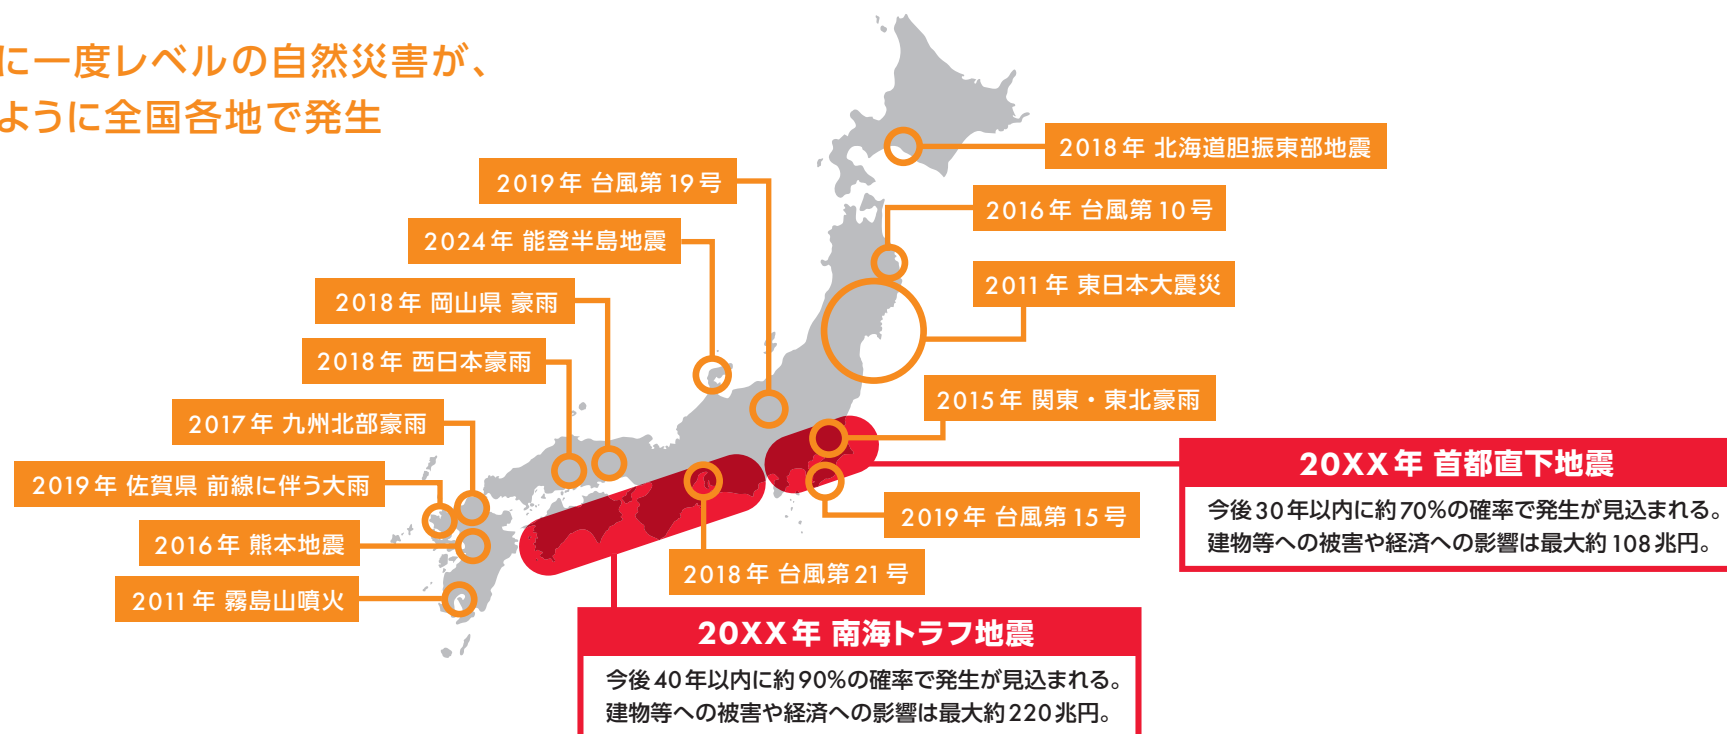 に一度レベルの自然災害が、
ように全国各地で発生
2018年 北海道胆振東部地震
2019年 台風第19号
2016年 台風第10号
2024年 能登半島地震
2011年 東日本大震災
2018年 岡山県 豪雨
2018年 西日本豪雨
2015年 関東・東北豪雨
2017年 九州北部豪雨
20XX年 首都直下地震
今後30年以内に約70%の確率で発生が見込まれる。
建物等への被害や経済への影響は最大約108兆円。
2019年 佐賀県 前線に伴う大雨
2019年 台風第15号
2016年 熊本地震
2018年 台風第21号
2011年 霧島山噴火
20XX年 南海トラフ地震
今後40年以内に約90%の確率で発生が見込まれる。
建物等への被害や経済への影響は最大約220兆円。